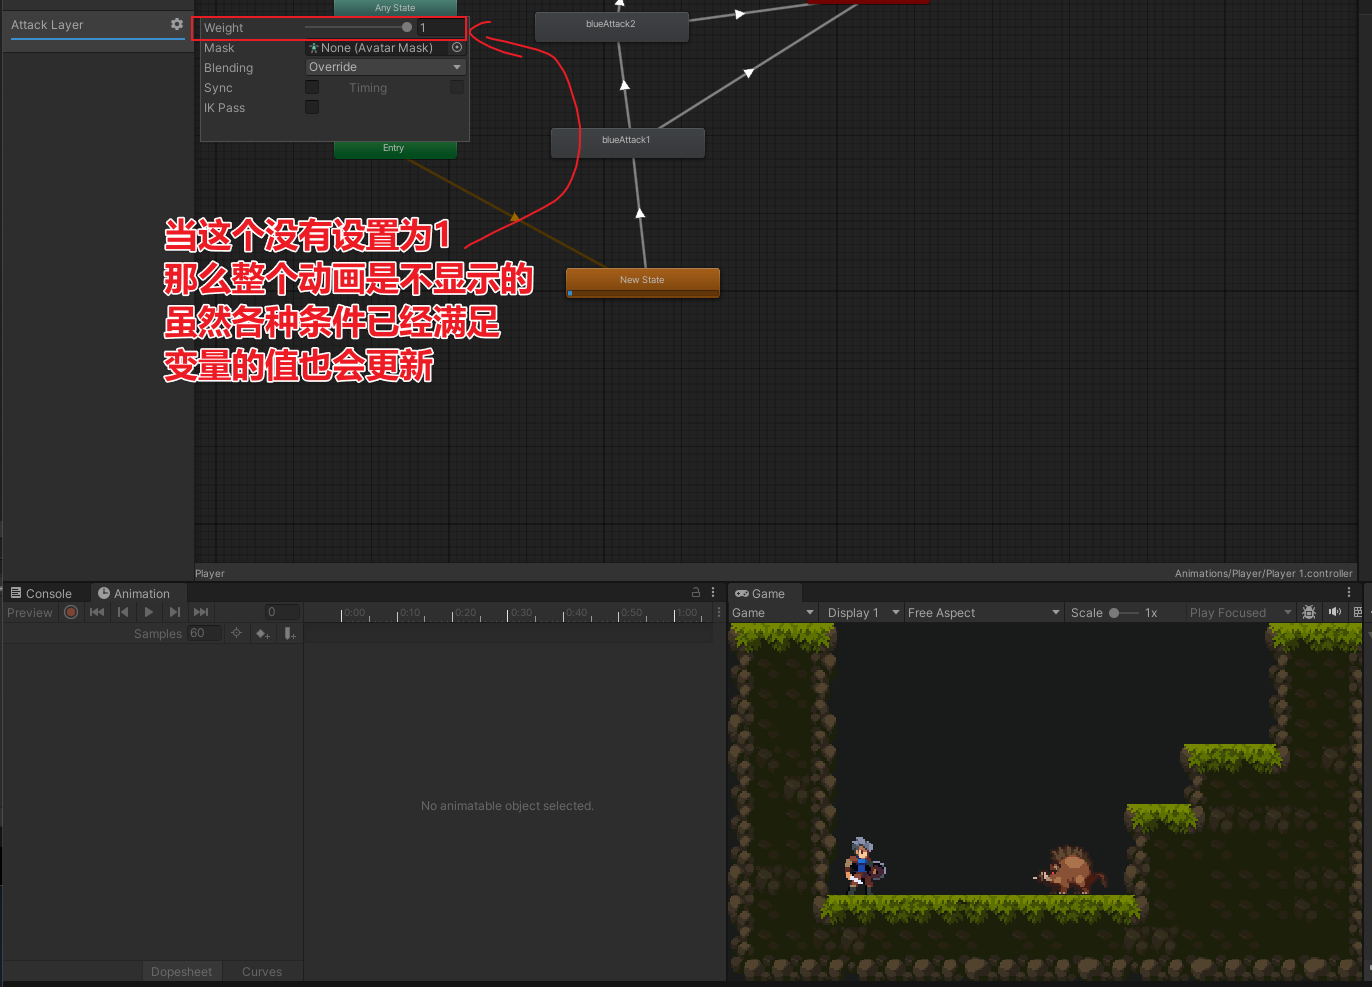 Attack Layer
Any State
Weight 1
Mask None (Avatar Mask)
Blending Override
Sync Timing
IK Pass
Entry
blueAttack2
blueAttack1
New State
当这个没有设置为1
那么整个动画是不显示的
虽然各种条件已经满足
变量的值也会更新
Player
Animations/Player/Player 1.controller
Console Animation
Preview 0
0:00 0:10 0:20 0:30 0:40 0:50 1:00
Samples 60
No animatable object selected.
Dopesheet Curves
Game
Game Display 1 Free Aspect Scale 1x Play Focused